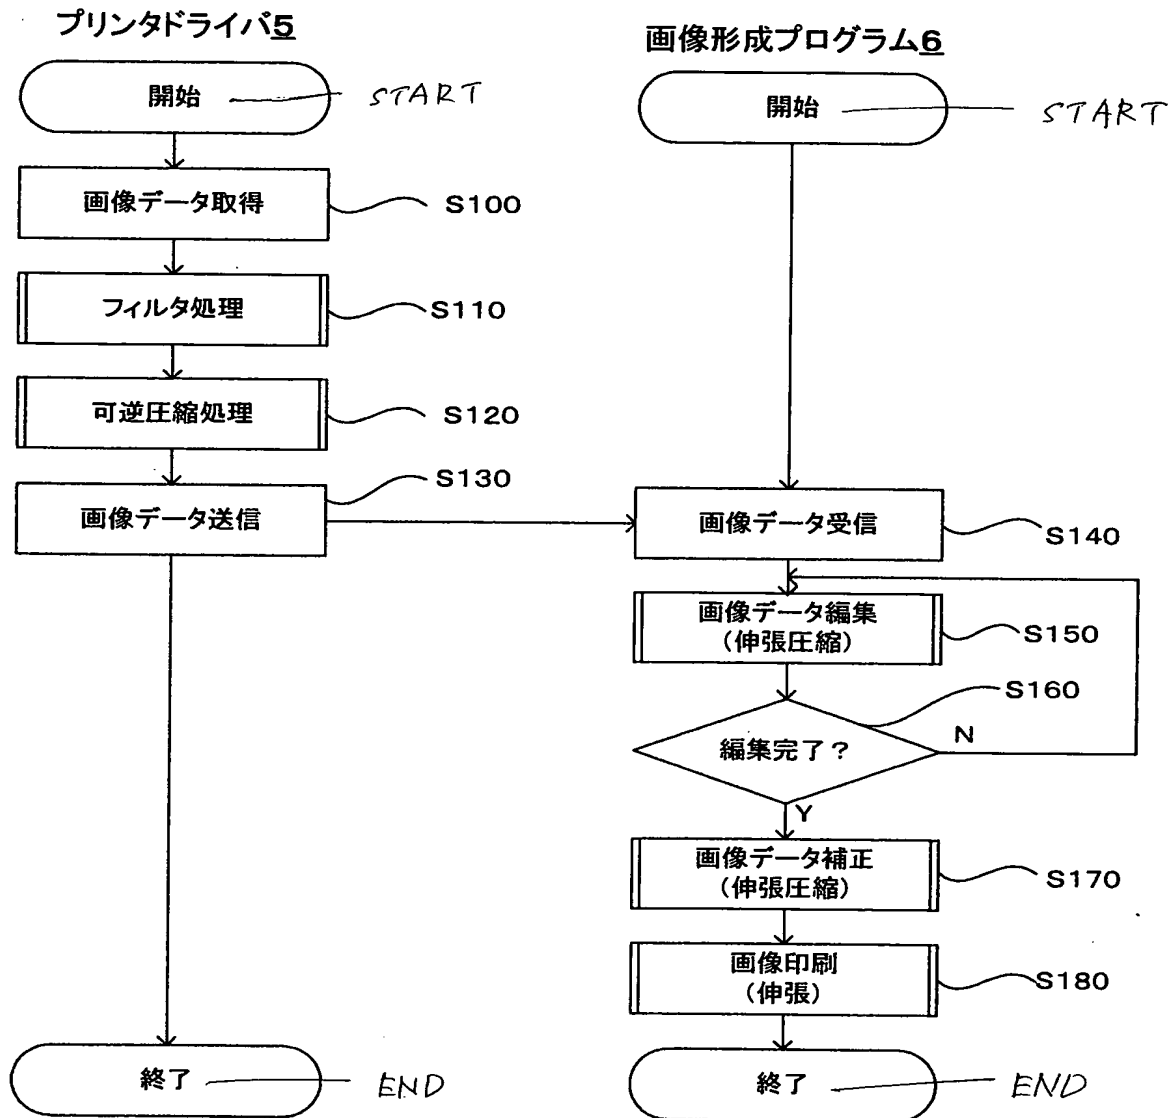 プリンタドライバ5
開始
START
画像データ取得
S100
フィルタ処理
S110
可逆圧縮処理
S120
S130
画像データ送信
終了
END
画像形成プログラム6
開始
START
画像データ受信
S140
画像データ編集
(伸張圧縮)
S150
S160
編集完了?
N
Y
画像データ補正
(伸張圧縮)
S170
画像印刷
(伸張)
S180
終了
END